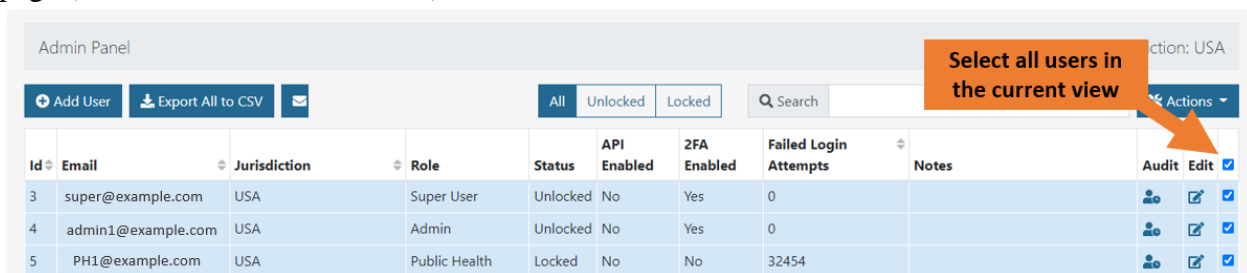 Admin Panel
ction: USA
Select all users in
the current view
Add User
Export All to CSV
All Unlocked Locked
Search
Actions
Id Email Jurisdiction Role Status API Enabled 2FA Enabled Failed Login Attempts Notes Audit Edit
3 super@example.com USA Super User Unlocked No Yes 0
4 admin1@example.com USA Admin Unlocked No Yes 0
5 PH1@example.com USA Public Health Locked No No 32454